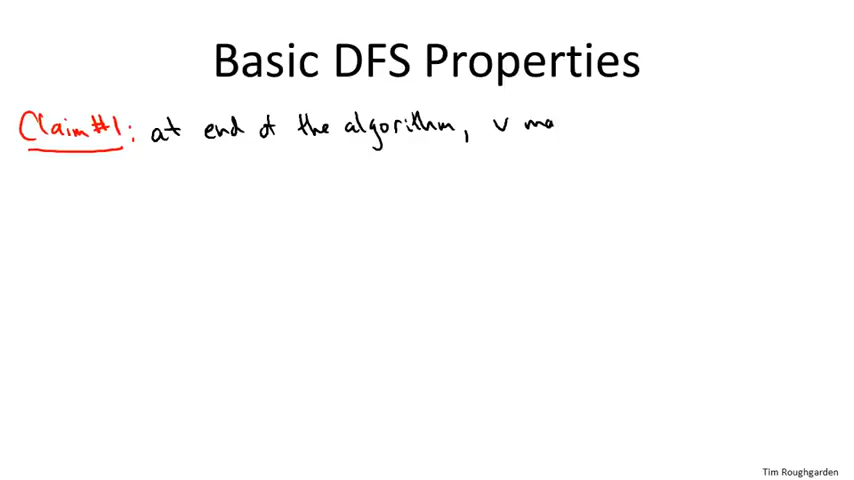 Basic DFS Properties
Claim #1: at end of the algorithm, v ma
Tim Roughgarden